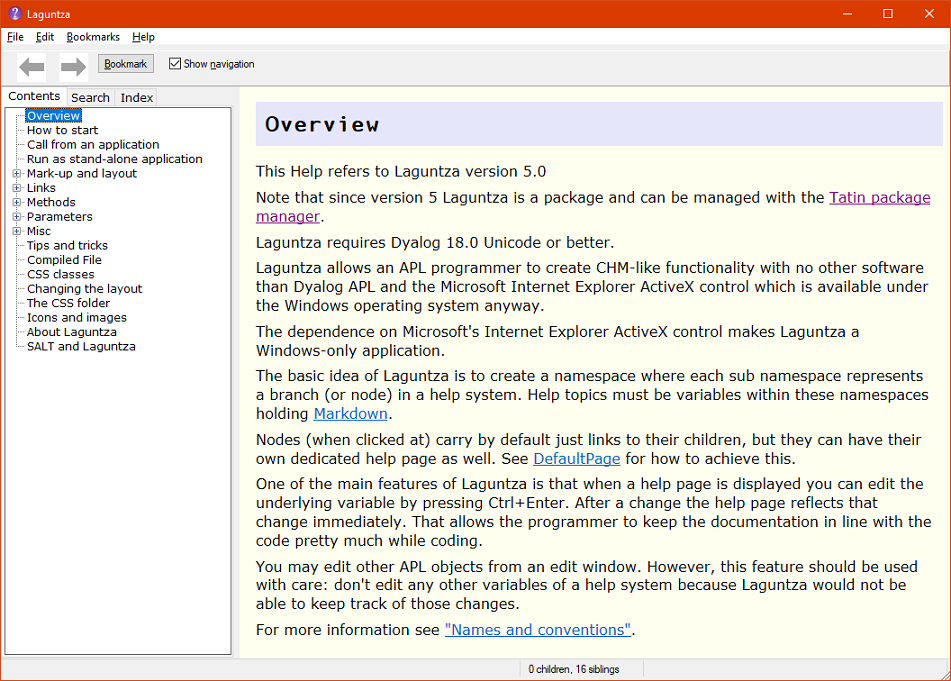 Laguntza
File Edit Bookmarks Help
Bookmark Show navigation
Contents Search Index
Overview
How to start
Call from an application
Run as stand-alone application
Mark-up and layout
Links
Methods
Parameters
Misc
Tips and tricks
Compiled File
CSS classes
Changing the layout
The CSS folder
Icons and images
About Laguntza
SALT and Laguntza
Overview
This Help refers to Laguntza version 5.0
Note that since version 5 Laguntza is a package and can be managed with the Tatin package
manager.
Laguntza requires Dyalog 18.0 Unicode or better.
Laguntza allows an APL programmer to create CHM-like functionality with no other software
than Dyalog APL and the Microsoft Internet Explorer ActiveX control which is available under
the Windows operating system anyway.
The dependence on Microsoft's Internet Explorer ActiveX control makes Laguntza a
Windows-only application.
The basic idea of Laguntza is to create a namespace where each sub namespace represents
a branch (or node) in a help system. Help topics must be variables within these namespaces
holding Markdown.
Nodes (when clicked at) carry by default just links to their children, but they can have their
own dedicated help page as well. See DefaultPage for how to achieve this.
One of the main features of Laguntza is that when a help page is displayed you can edit the
underlying variable by pressing Ctrl+Enter. After a change the help page reflects that
change immediately. That allows the programmer to keep the documentation in line with the
code pretty much while coding.
You may edit other APL objects from an edit window. However, this feature should be used
with care: don't edit any other variables of a help system because Laguntza would not be
able to keep track of those changes.
For more information see "Names and conventions".
0 children, 16 siblings